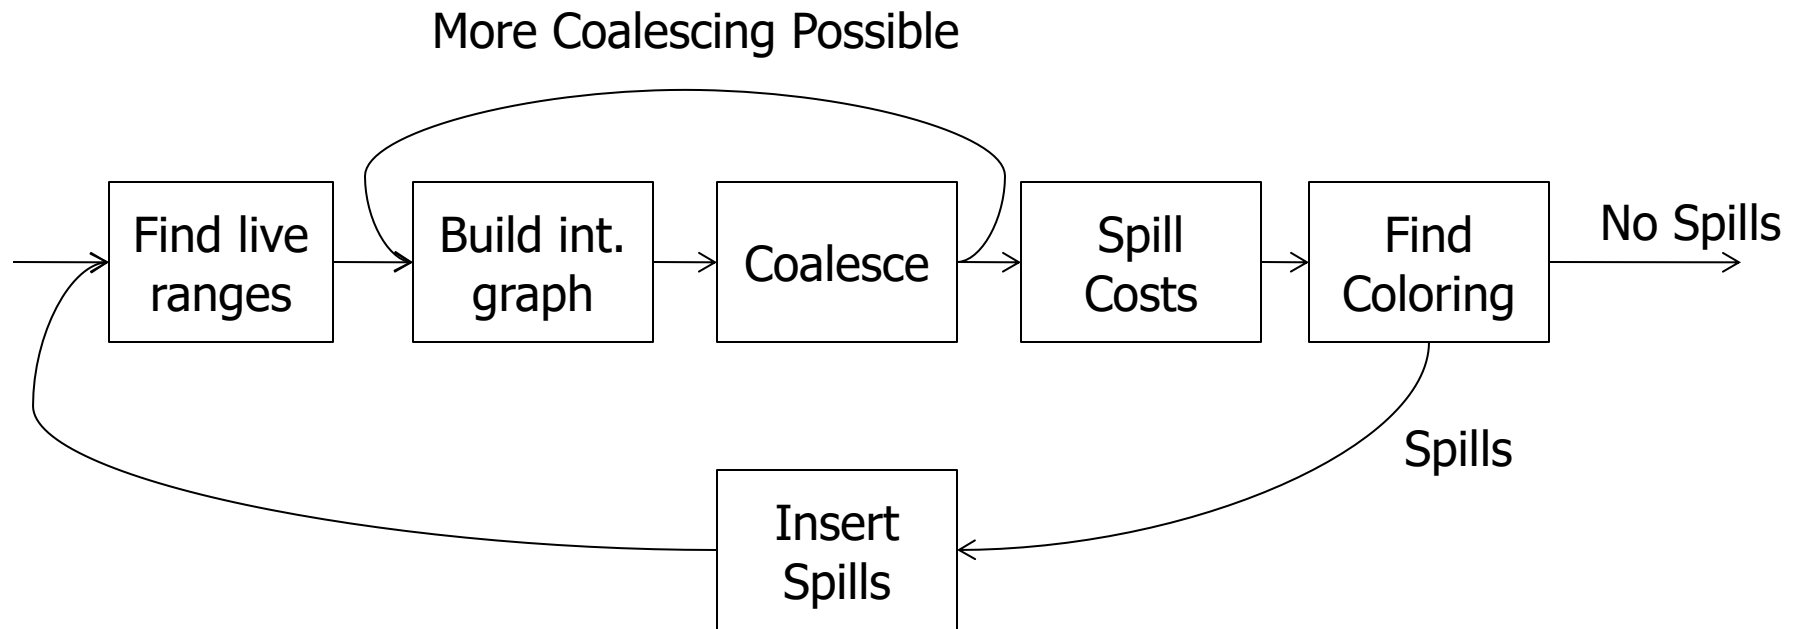 More Coalescing Possible
Find live
ranges
Build int.
graph
Coalesce
Spill
Costs
Find
Coloring
No Spills
Spills
Insert
Spills